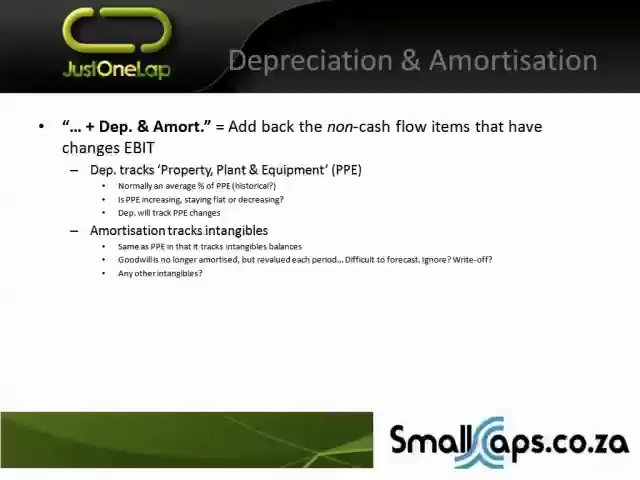 JustOneLap
Depreciation & Amortisation
• “... + Dep. & Amort.” = Add back the non-cash flow items that have
changes EBIT
– Dep. tracks ‘Property, Plant & Equipment’ (PPE)
• Normally an average % of PPE (historical?)
• Is PPE increasing, staying flat or decreasing?
• Dep. will track PPE changes
– Amortisation tracks intangibles
• Same as PPE in that it tracks intangibles balances
• Goodwill is no longer amortised, but revalued each period... Difficult to forecast. Ignore? Write-off?
• Any other intangibles?
SmallCaps.co.za